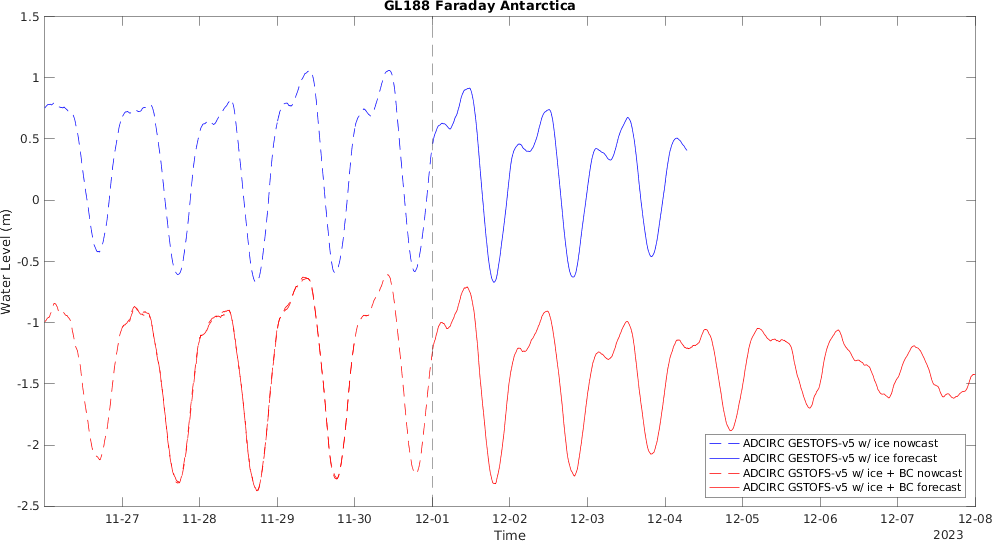 GL188 Faraday Antarctica
1.5
1
0.5
0
-0.5
-1
-1.5
-2
-2.5
Water Level (m)
ADCIRC GESTOFS-v5 w/ ice nowcast
ADCIRC GESTOFS-v5 w/ ice forecast
ADCIRC GSTOFS-v5 w/ ice + BC nowcast
ADCIRC GSTOFS-v5 w/ ice + BC forecast
11-27 11-28 11-29 11-30 12-01 12-02 12-03 12-04 12-05 12-06 12-07 12-08
Time
2023